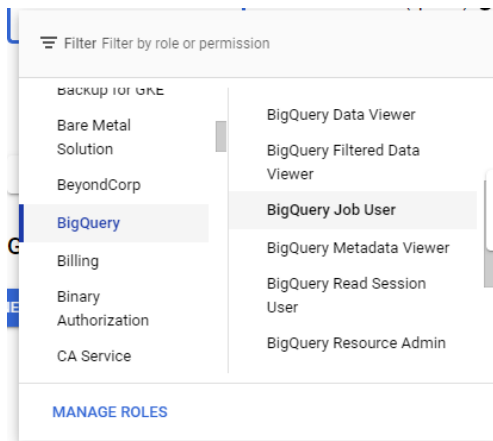 Filter Filter by role or permission
Backup for GKE
Bare Metal
Solution
BeyondCorp
BigQuery
Billing
Binary
Authorization
CA Service
BigQuery Data Viewer
BigQuery Filtered Data
Viewer
BigQuery Job User
BigQuery Metadata Viewer
BigQuery Read Session
User
BigQuery Resource Admin
MANAGE ROLES